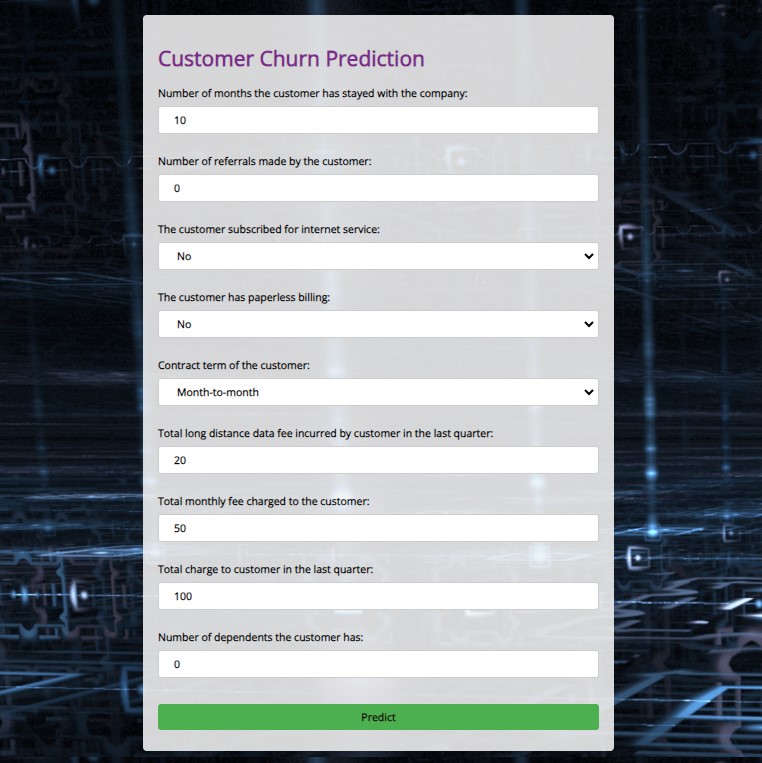 Customer Churn Prediction
Number of months the customer has stayed with the company:
10
Number of referrals made by the customer:
0
The customer subscribed for internet service:
No
The customer has paperless billing:
No
Contract term of the customer:
Month-to-month
Total long distance data fee incurred by customer in the last quarter:
20
Total monthly fee charged to the customer:
50
Total charge to customer in the last quarter:
100
Number of dependents the customer has:
0
Predict